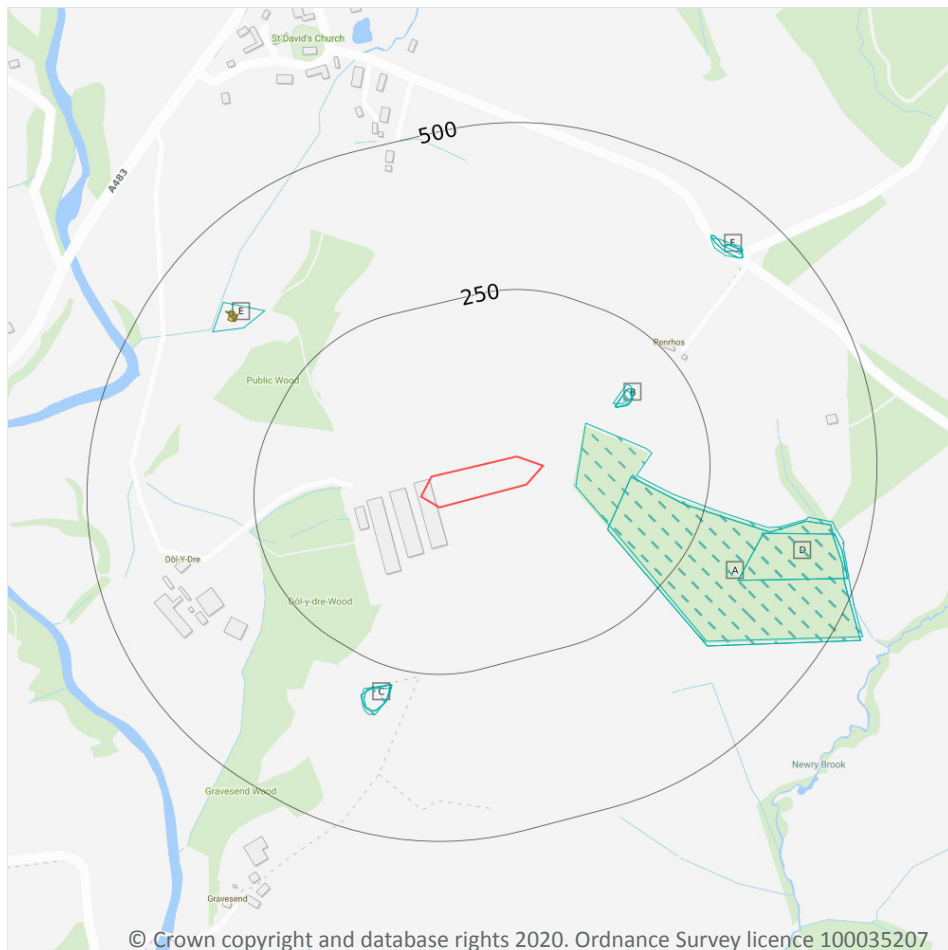 St David's Church
500
A483
F
E
250
Penrhos
Public Wood
B
D
A
Dôl-Y-Dre
Dôl-y-dre-Wood
C
Newry Brook
Gravesend Wood
Gravesend
© Crown copyright and database rights 2020. Ordnance Survey licence 100035207